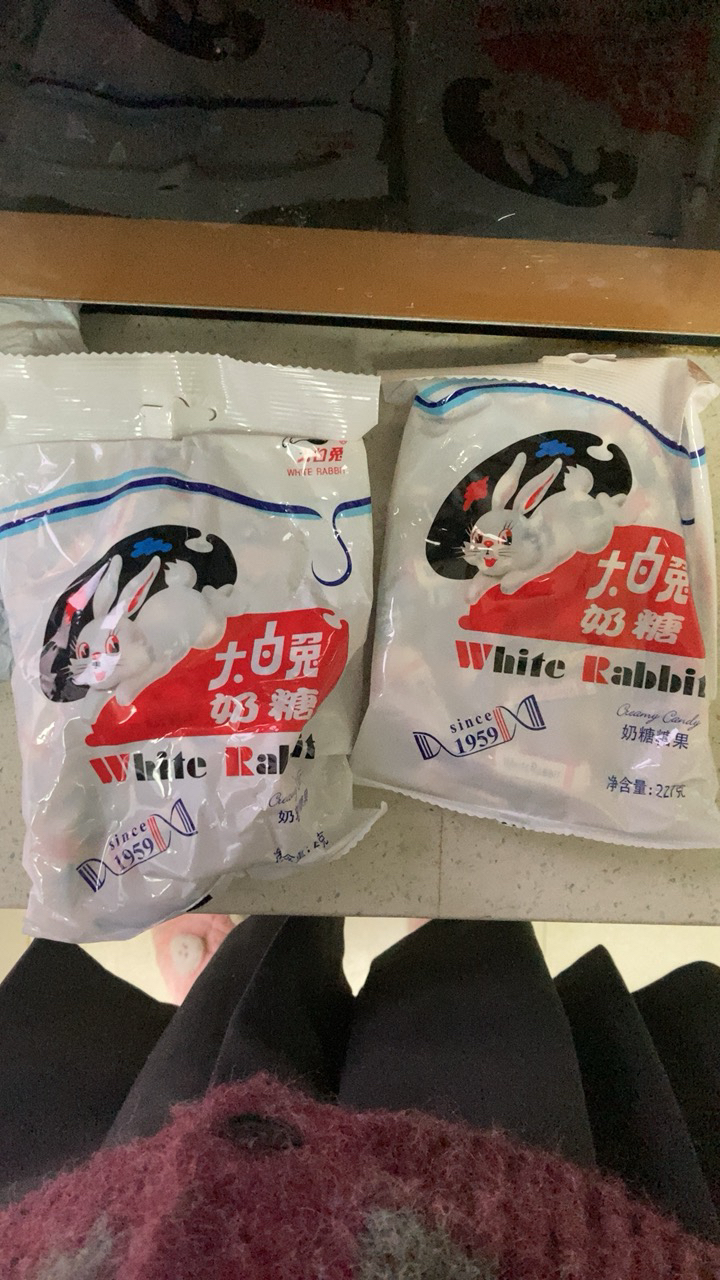 大白兔
WHITE RABBIT
大白兔
奶糖
White Rabbit
since
1959
大白兔
奶糖
White Rabbit
Creamy Candy
奶糖糖果
since
1959
净含量:227克